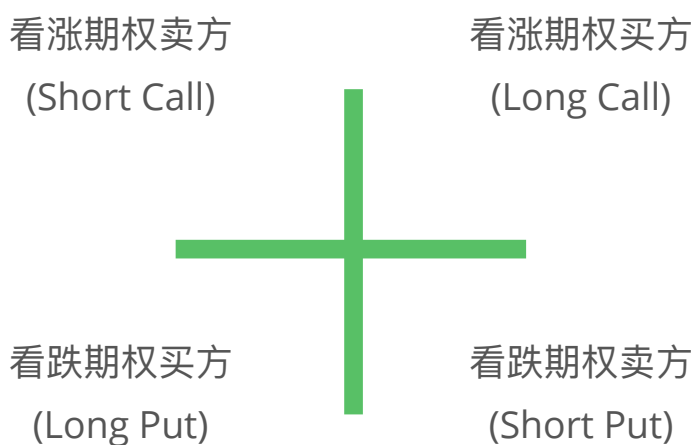 看涨期权卖方
(Short Call)
看涨期权买方
(Long Call)
看跌期权买方
(Long Put)
看跌期权卖方
(Short Put)